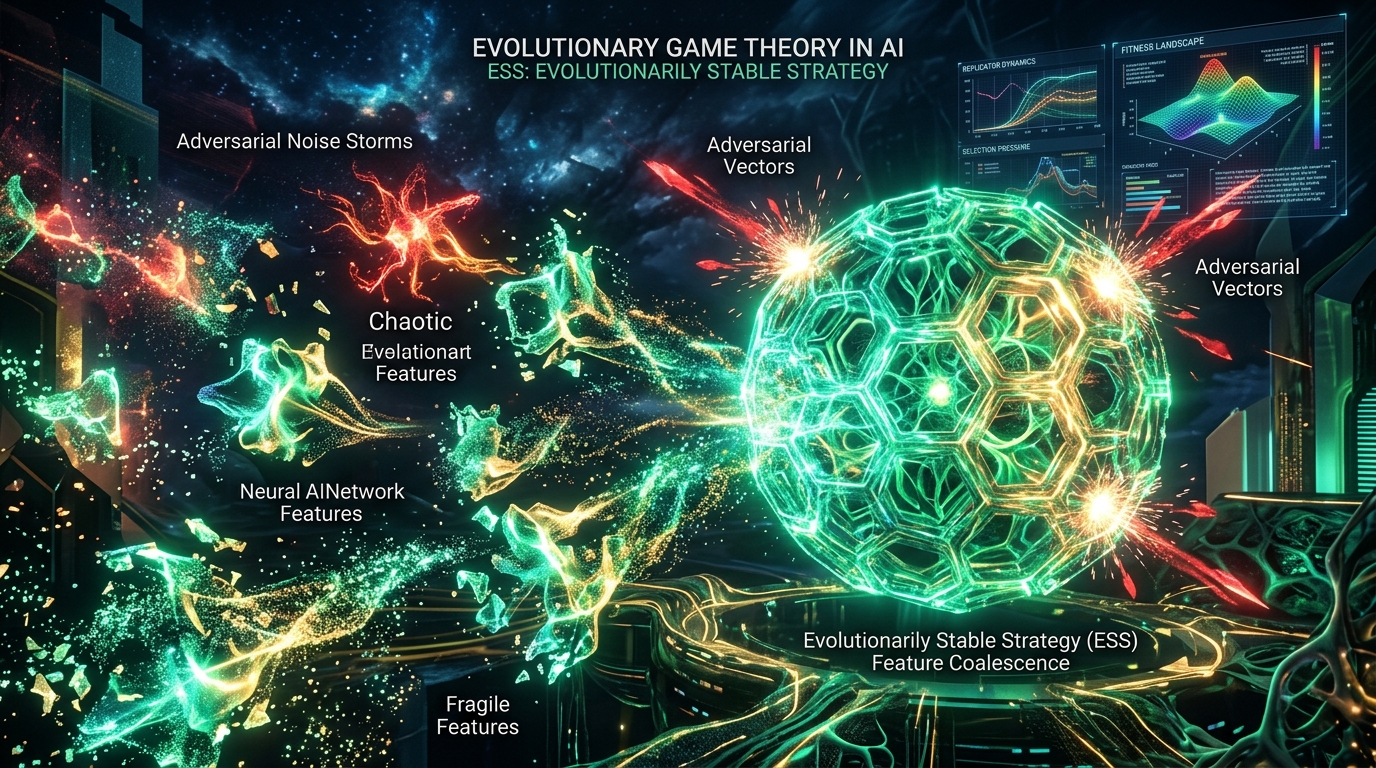 EVOLUTIONARY GAME THEORY IN AI
ESS: EVOLUTIONARILY STABLE STRATEGY
REPLICATOR DYNAMICS
FITNESS LANDSCAPE
SELECTION PRESSURE
Adversarial Noise Storms
Adversarial
Vectors
Adversarial
Vectors
Chaotic
Evelationart
Features
Neural AINetwork
Features
Evolutionarily Stable Strategy (ESS)
Feature Coalescence
Fragile
Features